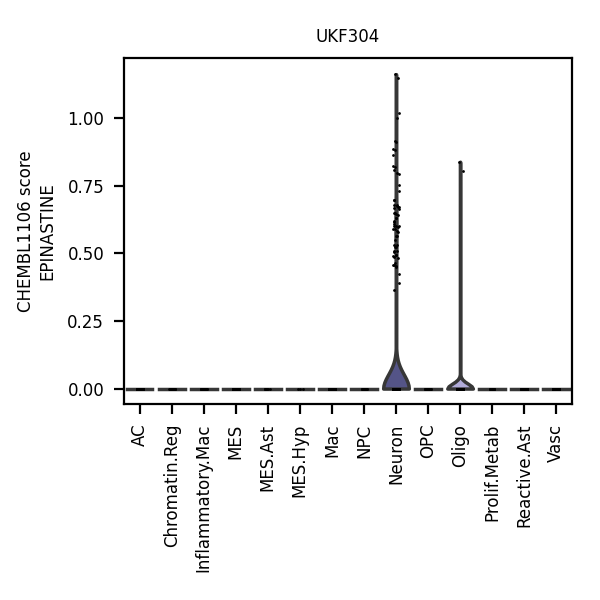 UKF304
CHEMBL1106 score
EPINASTINE
1.00
0.75
0.50
0.25
0.00
AC
Chromatin.Reg
Inflammatory.Mac
MES
MES.Ast
MES.Hyp
Mac
NPC
Neuron
OPC
Oligo
Prolif.Metab
Reactive.Ast
Vasc